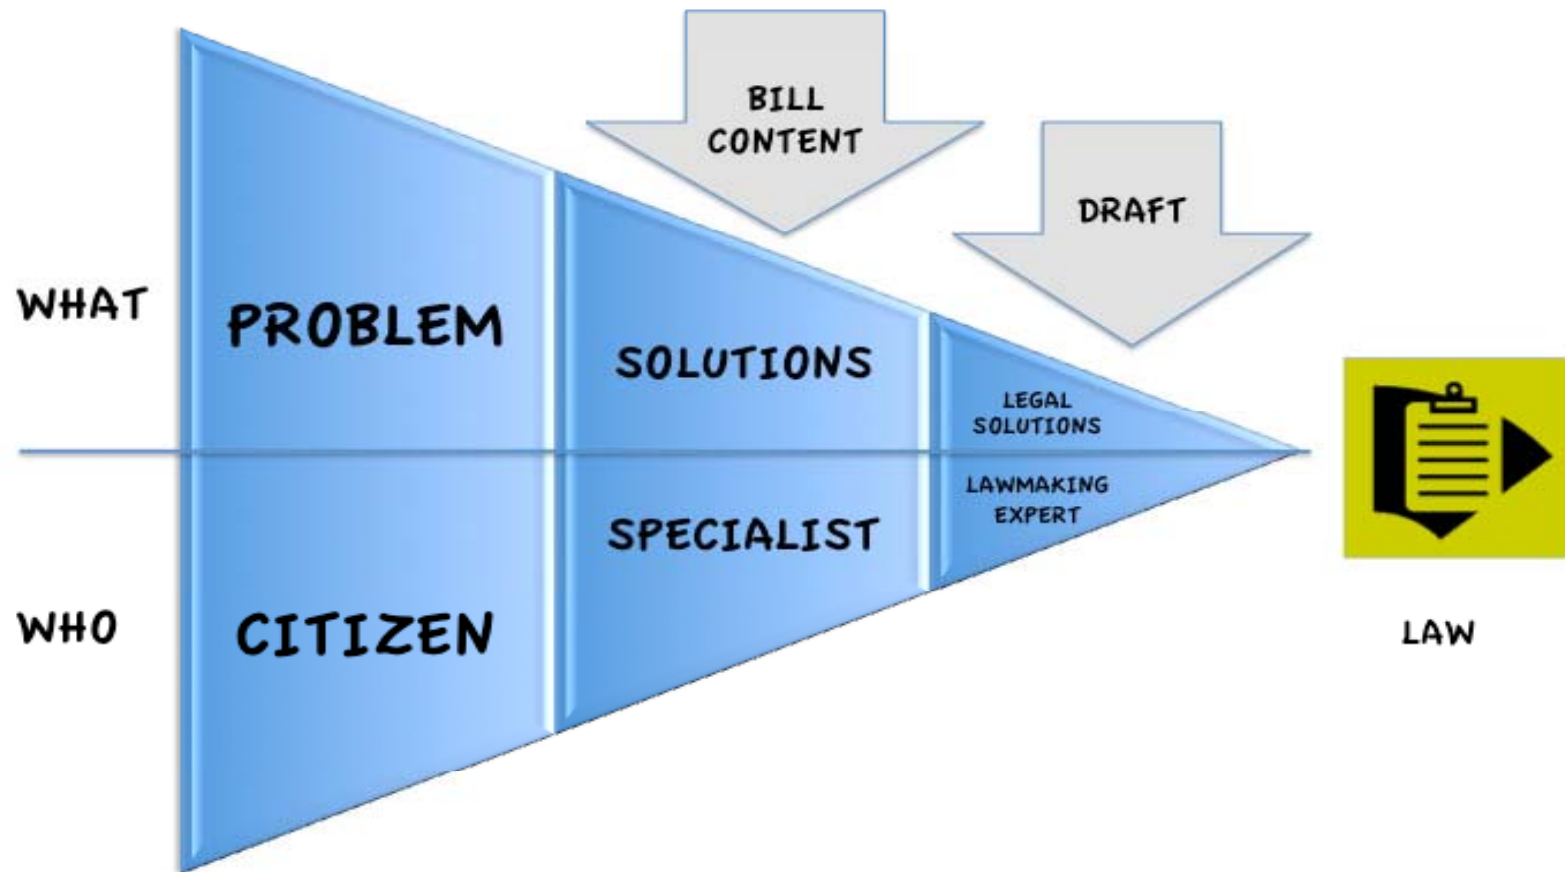 BILL
CONTENT
DRAFT
WHAT
PROBLEM
SOLUTIONS
LEGAL
SOLUTIONS
LAWMAKING
EXPERT
SPECIALIST
WHO
CITIZEN
LAW